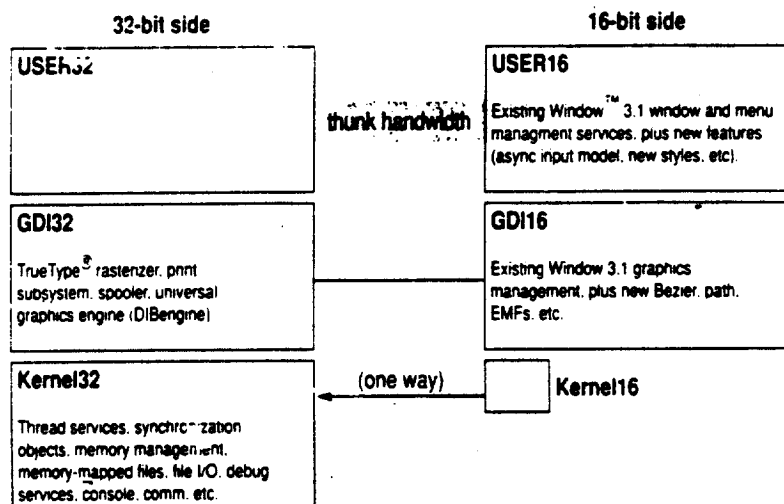 32-bit side
16-bit side
USER32
thunk handwidth
USER16
Existing Window™ 3.1 window and menu
managment services, plus new features
(async input model, new styles, etc).
GDI32
TrueType® rasterizer, print
subsystem, spooler, universal
graphics engine (DIBengine)
GDI16
Existing Window 3.1 graphics
management, plus new Bezier, path,
EMFs, etc.
Kernel32
Thread services, synchronization
objects, memory management,
memory-mapped files, file I/O, debug
services, console, comm, etc.
(one way)
Kernel16